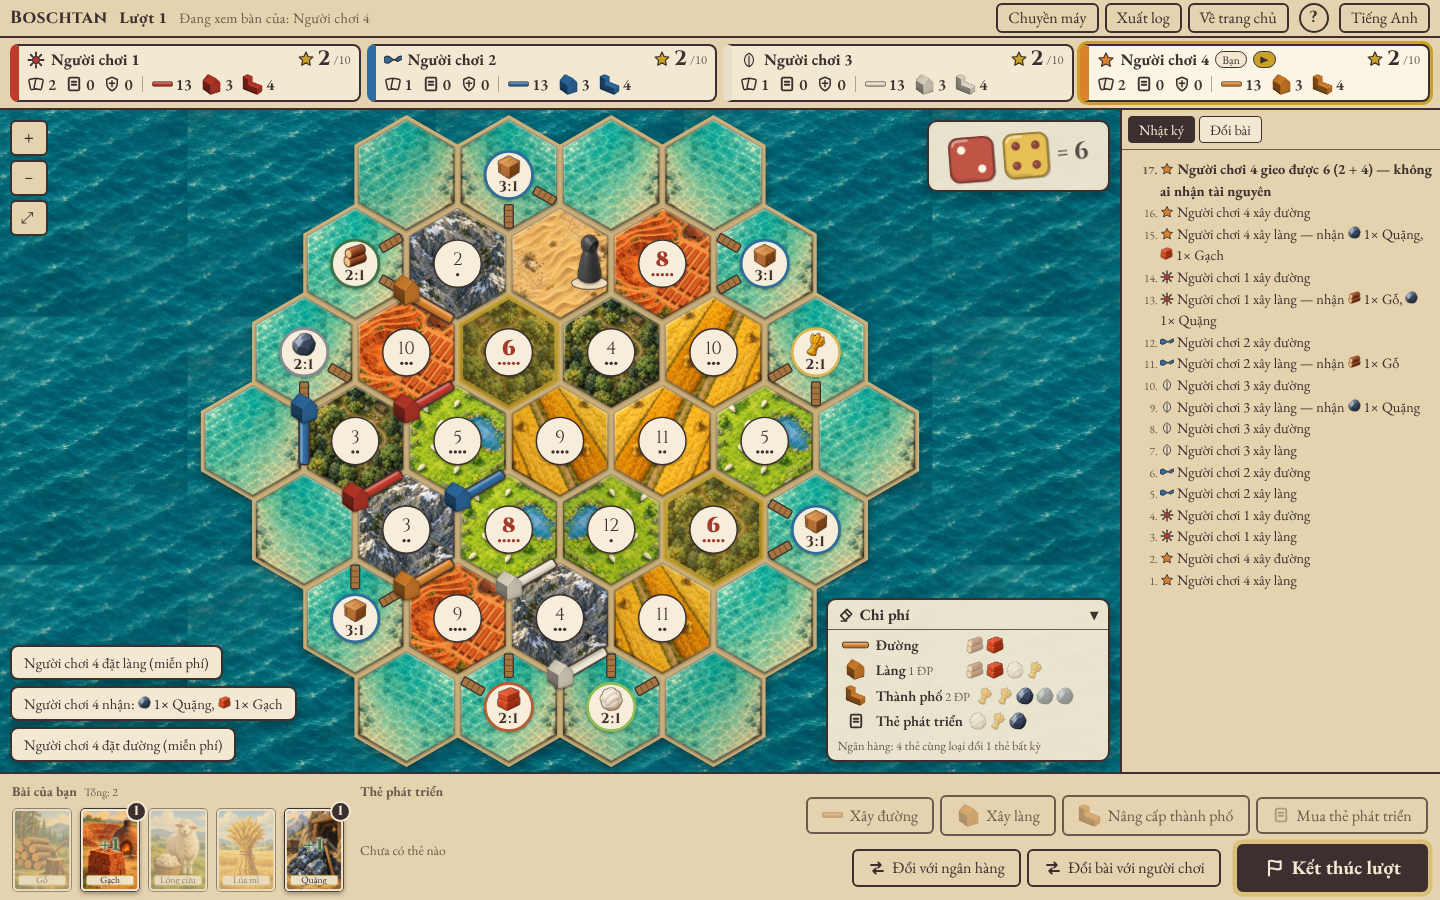 BOSCHTAN Lượt 1 Đang xem bàn của: Người chơi 4
Chuyền máy Xuất log Về trang chủ ? Tiếng Anh
Người chơi 1 2 /10
2 0 0 13 3 4
Người chơi 2 2 /10
1 0 0 13 3 4
Người chơi 3 2 /10
1 0 0 13 3 4
Người chơi 4 Bạn 2 /10
2 0 0 13 3 4
+
−
= 6
3:1
2:1 2 8 3:1
2:1 10 6 4 10 2:1
3 5 9 11 5
3 8 12 6 3:1
3:1 9 4 11
2:1 2:1
Người chơi 4 đặt làng (miễn phí)
Người chơi 4 nhận: 1× Quặng, 1× Gạch
Người chơi 4 đặt đường (miễn phí)
Chi phí ▼
Đường
Làng 1 ĐP
Thành phố 2 ĐP
Thẻ phát triển
Ngân hàng: 4 thẻ cùng loại đổi 1 thẻ bất kỳ
Nhật ký Đổi bài
17. Người chơi 4 gieo được 6 (2 + 4) — không
ai nhận tài nguyên
16. Người chơi 4 xây đường
15. Người chơi 4 xây làng — nhận 1× Quặng,
1× Gạch
14. Người chơi 1 xây đường
13. Người chơi 1 xây làng — nhận 1× Gỗ,
1× Quặng
12. Người chơi 2 xây đường
11. Người chơi 2 xây làng — nhận 1× Gỗ
10. Người chơi 3 xây đường
9. Người chơi 3 xây làng — nhận 1× Quặng
8. Người chơi 3 xây đường
7. Người chơi 3 xây làng
6. Người chơi 2 xây đường
5. Người chơi 2 xây làng
4. Người chơi 1 xây đường
3. Người chơi 1 xây làng
2. Người chơi 4 xây đường
1. Người chơi 4 xây làng
Bài của bạn Tổng: 2
Gỗ
1 +1 Gạch
Lông cừu
Lúa mì
1 +1 Quặng
Thẻ phát triển
Chưa có thẻ nào
Xây đường Xây làng Nâng cấp thành phố Mua thẻ phát triển
Đổi với ngân hàng Đổi bài với người chơi Kết thúc lượt